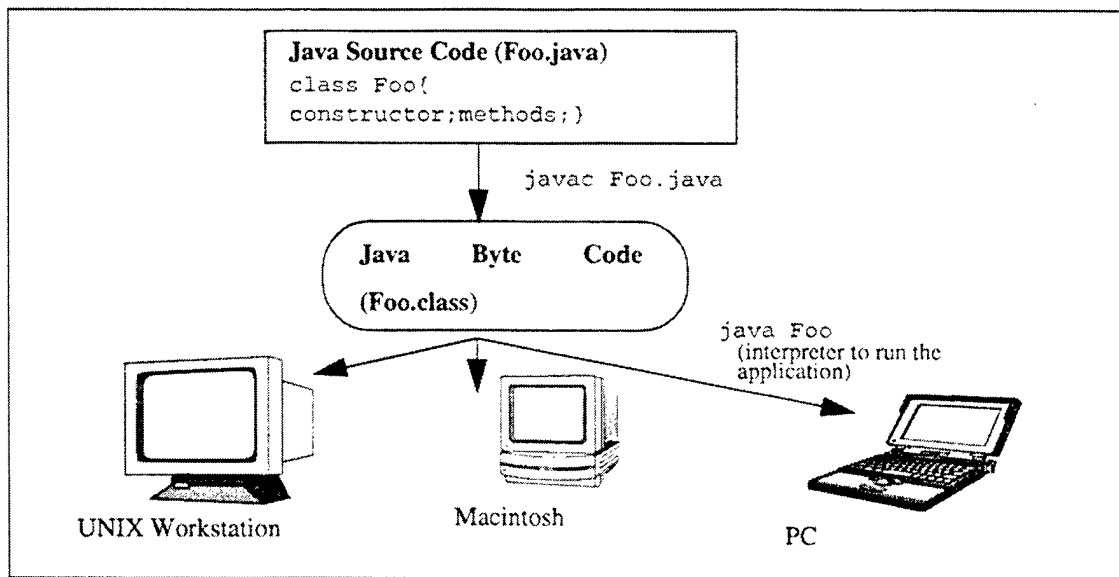 Java Source Code (Foo.java)
class Foo{
constructor;methods;}
javac Foo.java
Java Byte Code
(Foo.class)
java Foo
(interpreter to run the
application)
UNIX Workstation
Macintosh
PC